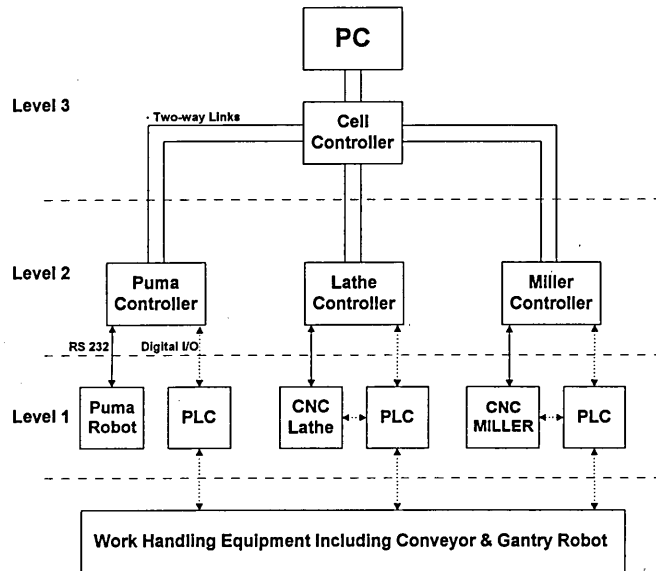 PC
Level 3
Two-way Links
Cell
Controller
Level 2
Puma
Controller
Lathe
Controller
Miller
Controller
RS 232
Digital I/O
Level 1
Puma
Robot
PLC
CNC
Lathe
PLC
CNC
MILLER
PLC
Work Handling Equipment Including Conveyor & Gantry Robot